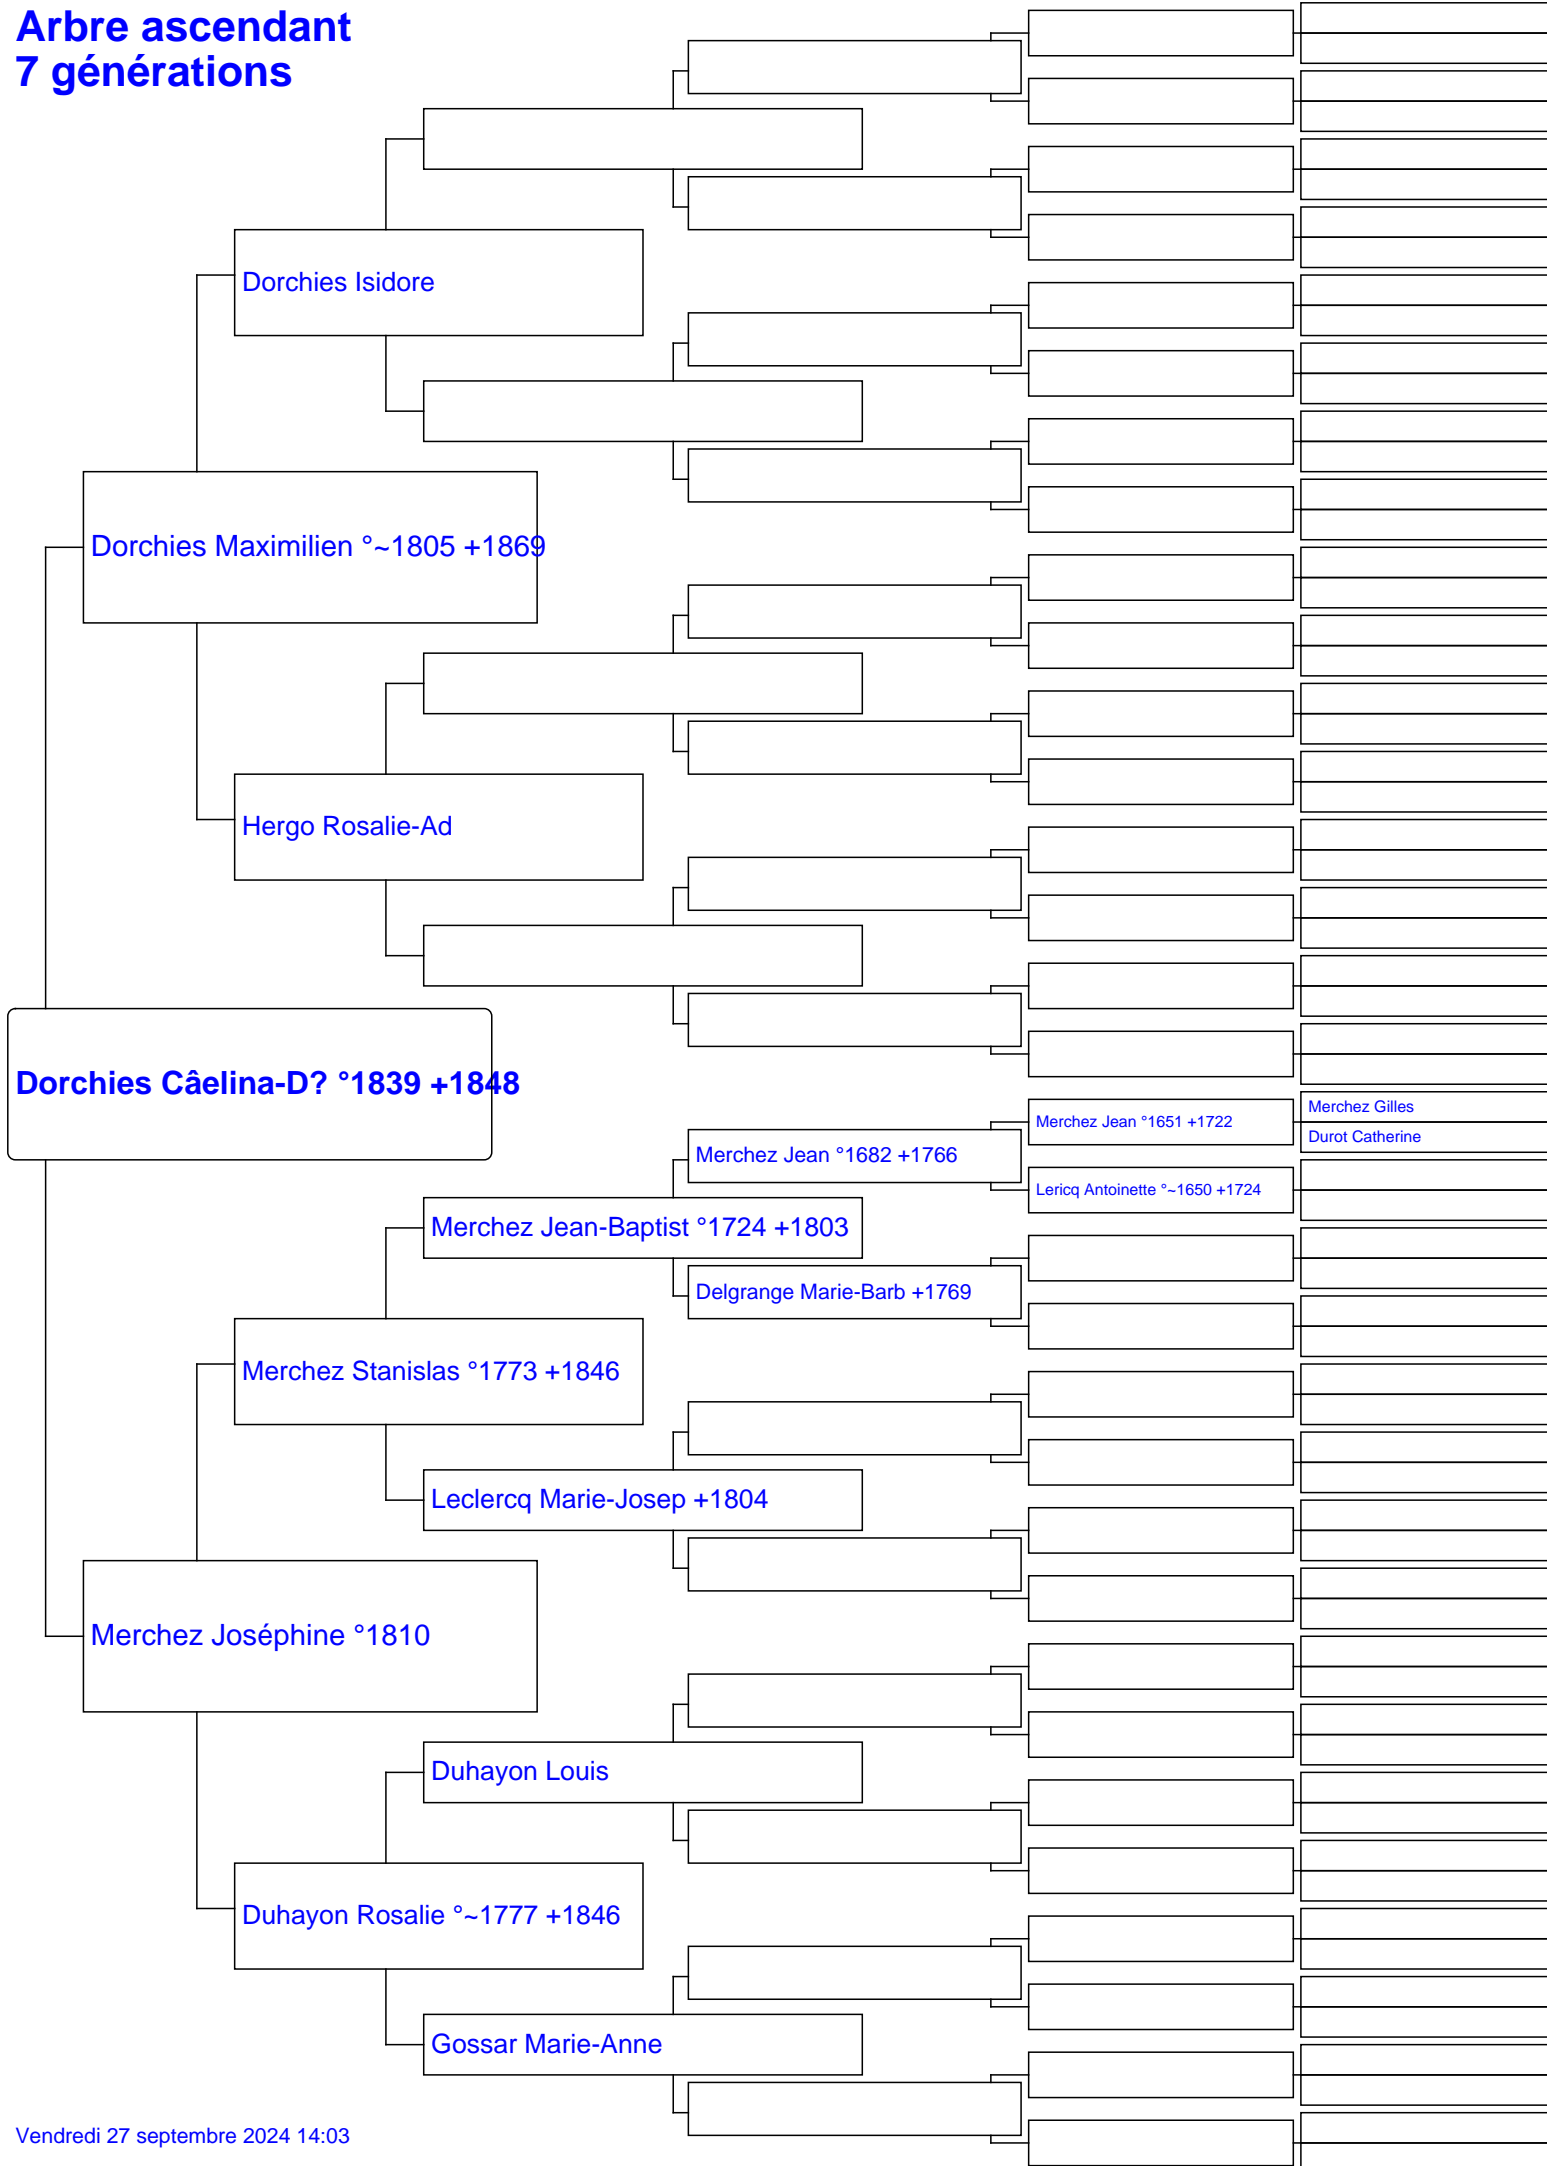 Arbre ascendant
7 générations
Dorchies Isidore
Dorchies Maximilien °~1805 +1869
Hergo Rosalie-Ad
Dorchies Câelina-D? °1839 +1848
Merchez Gilles
Merchez Jean °1651 +1722
Durot Catherine
Merchez Jean °1682 +1766
Lericq Antoinette °~1650 +1724
Merchez Jean-Baptist °1724 +1803
Delgrange Marie-Barb +1769
Merchez Stanislas °1773 +1846
Leclercq Marie-Josep +1804
Merchez Joséphine °1810
Duhayon Louis
Duhayon Rosalie °~1777 +1846
Gossar Marie-Anne
Vendredi 27 septembre 2024 14:03